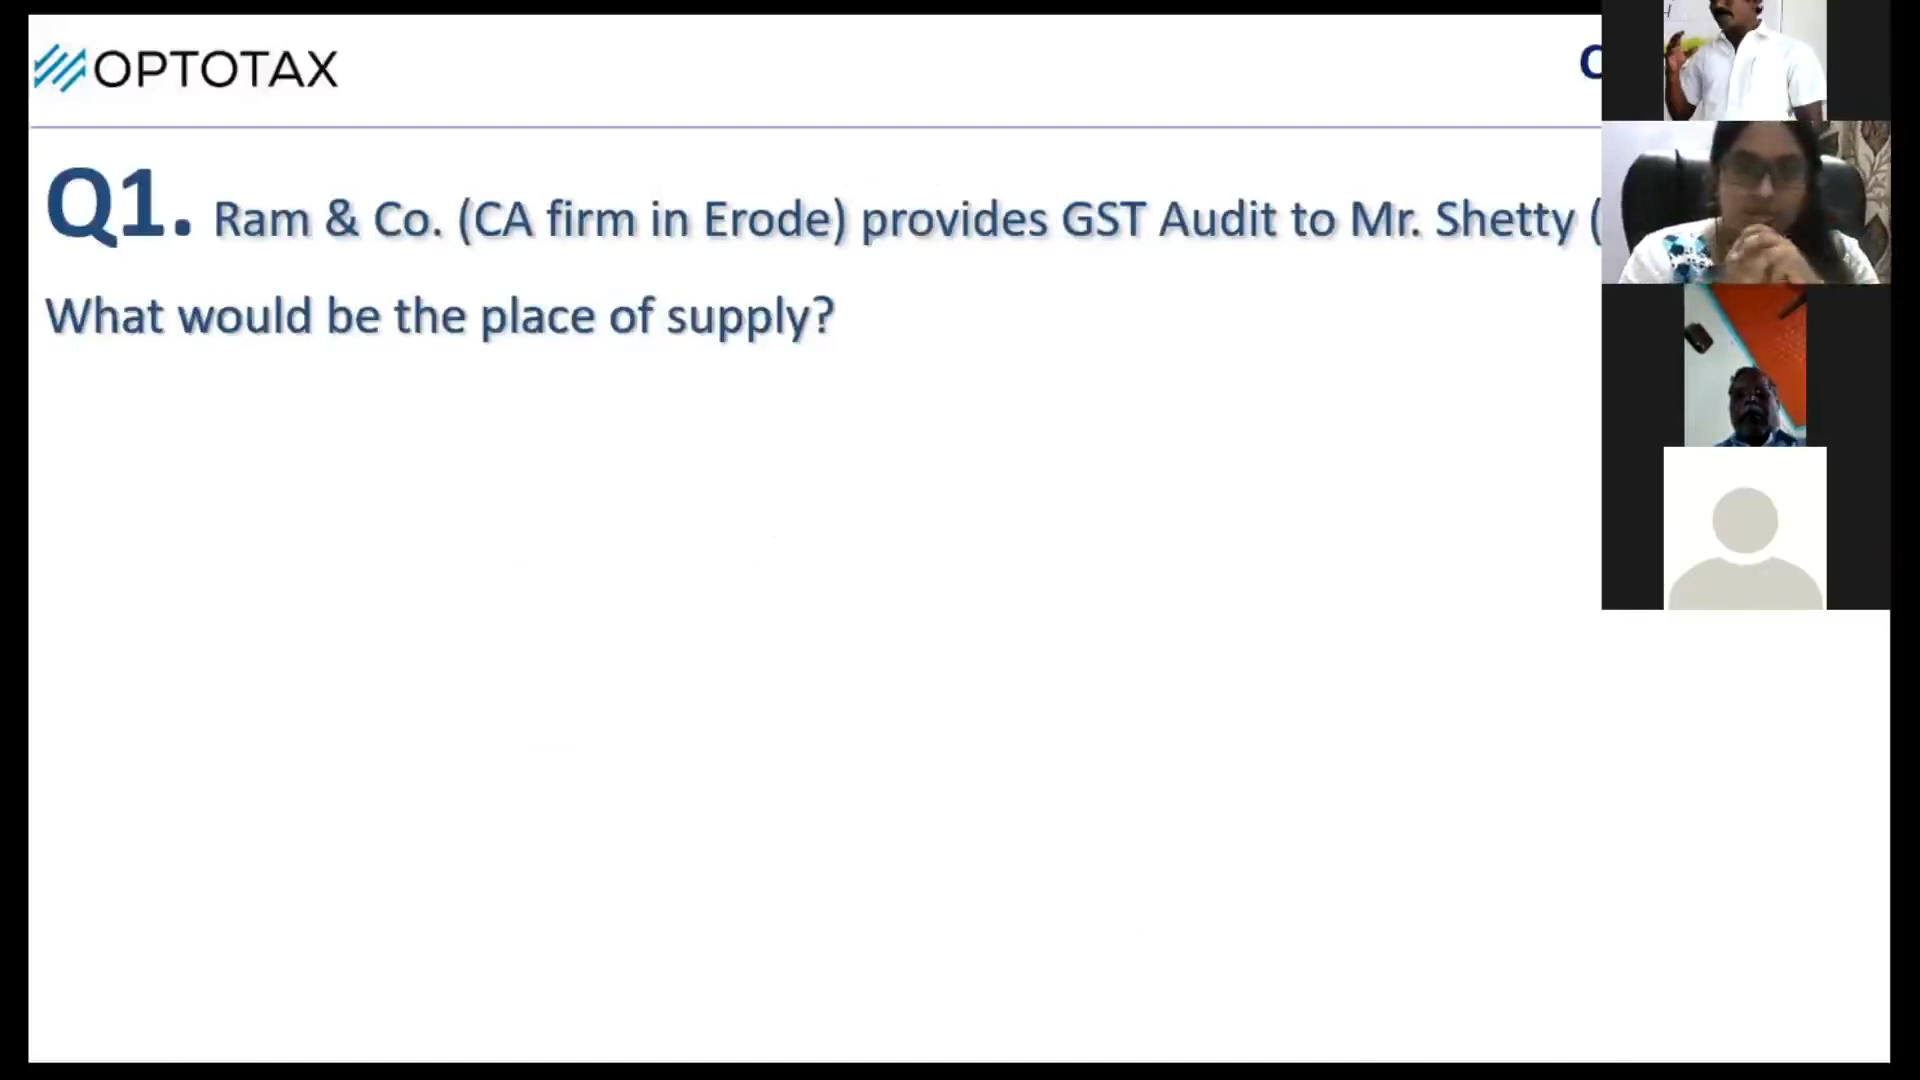 OPTOTAX
Q1. Ram & Co. (CA firm in Erode) provides GST Audit to Mr. Shetty (
What would be the place of supply?